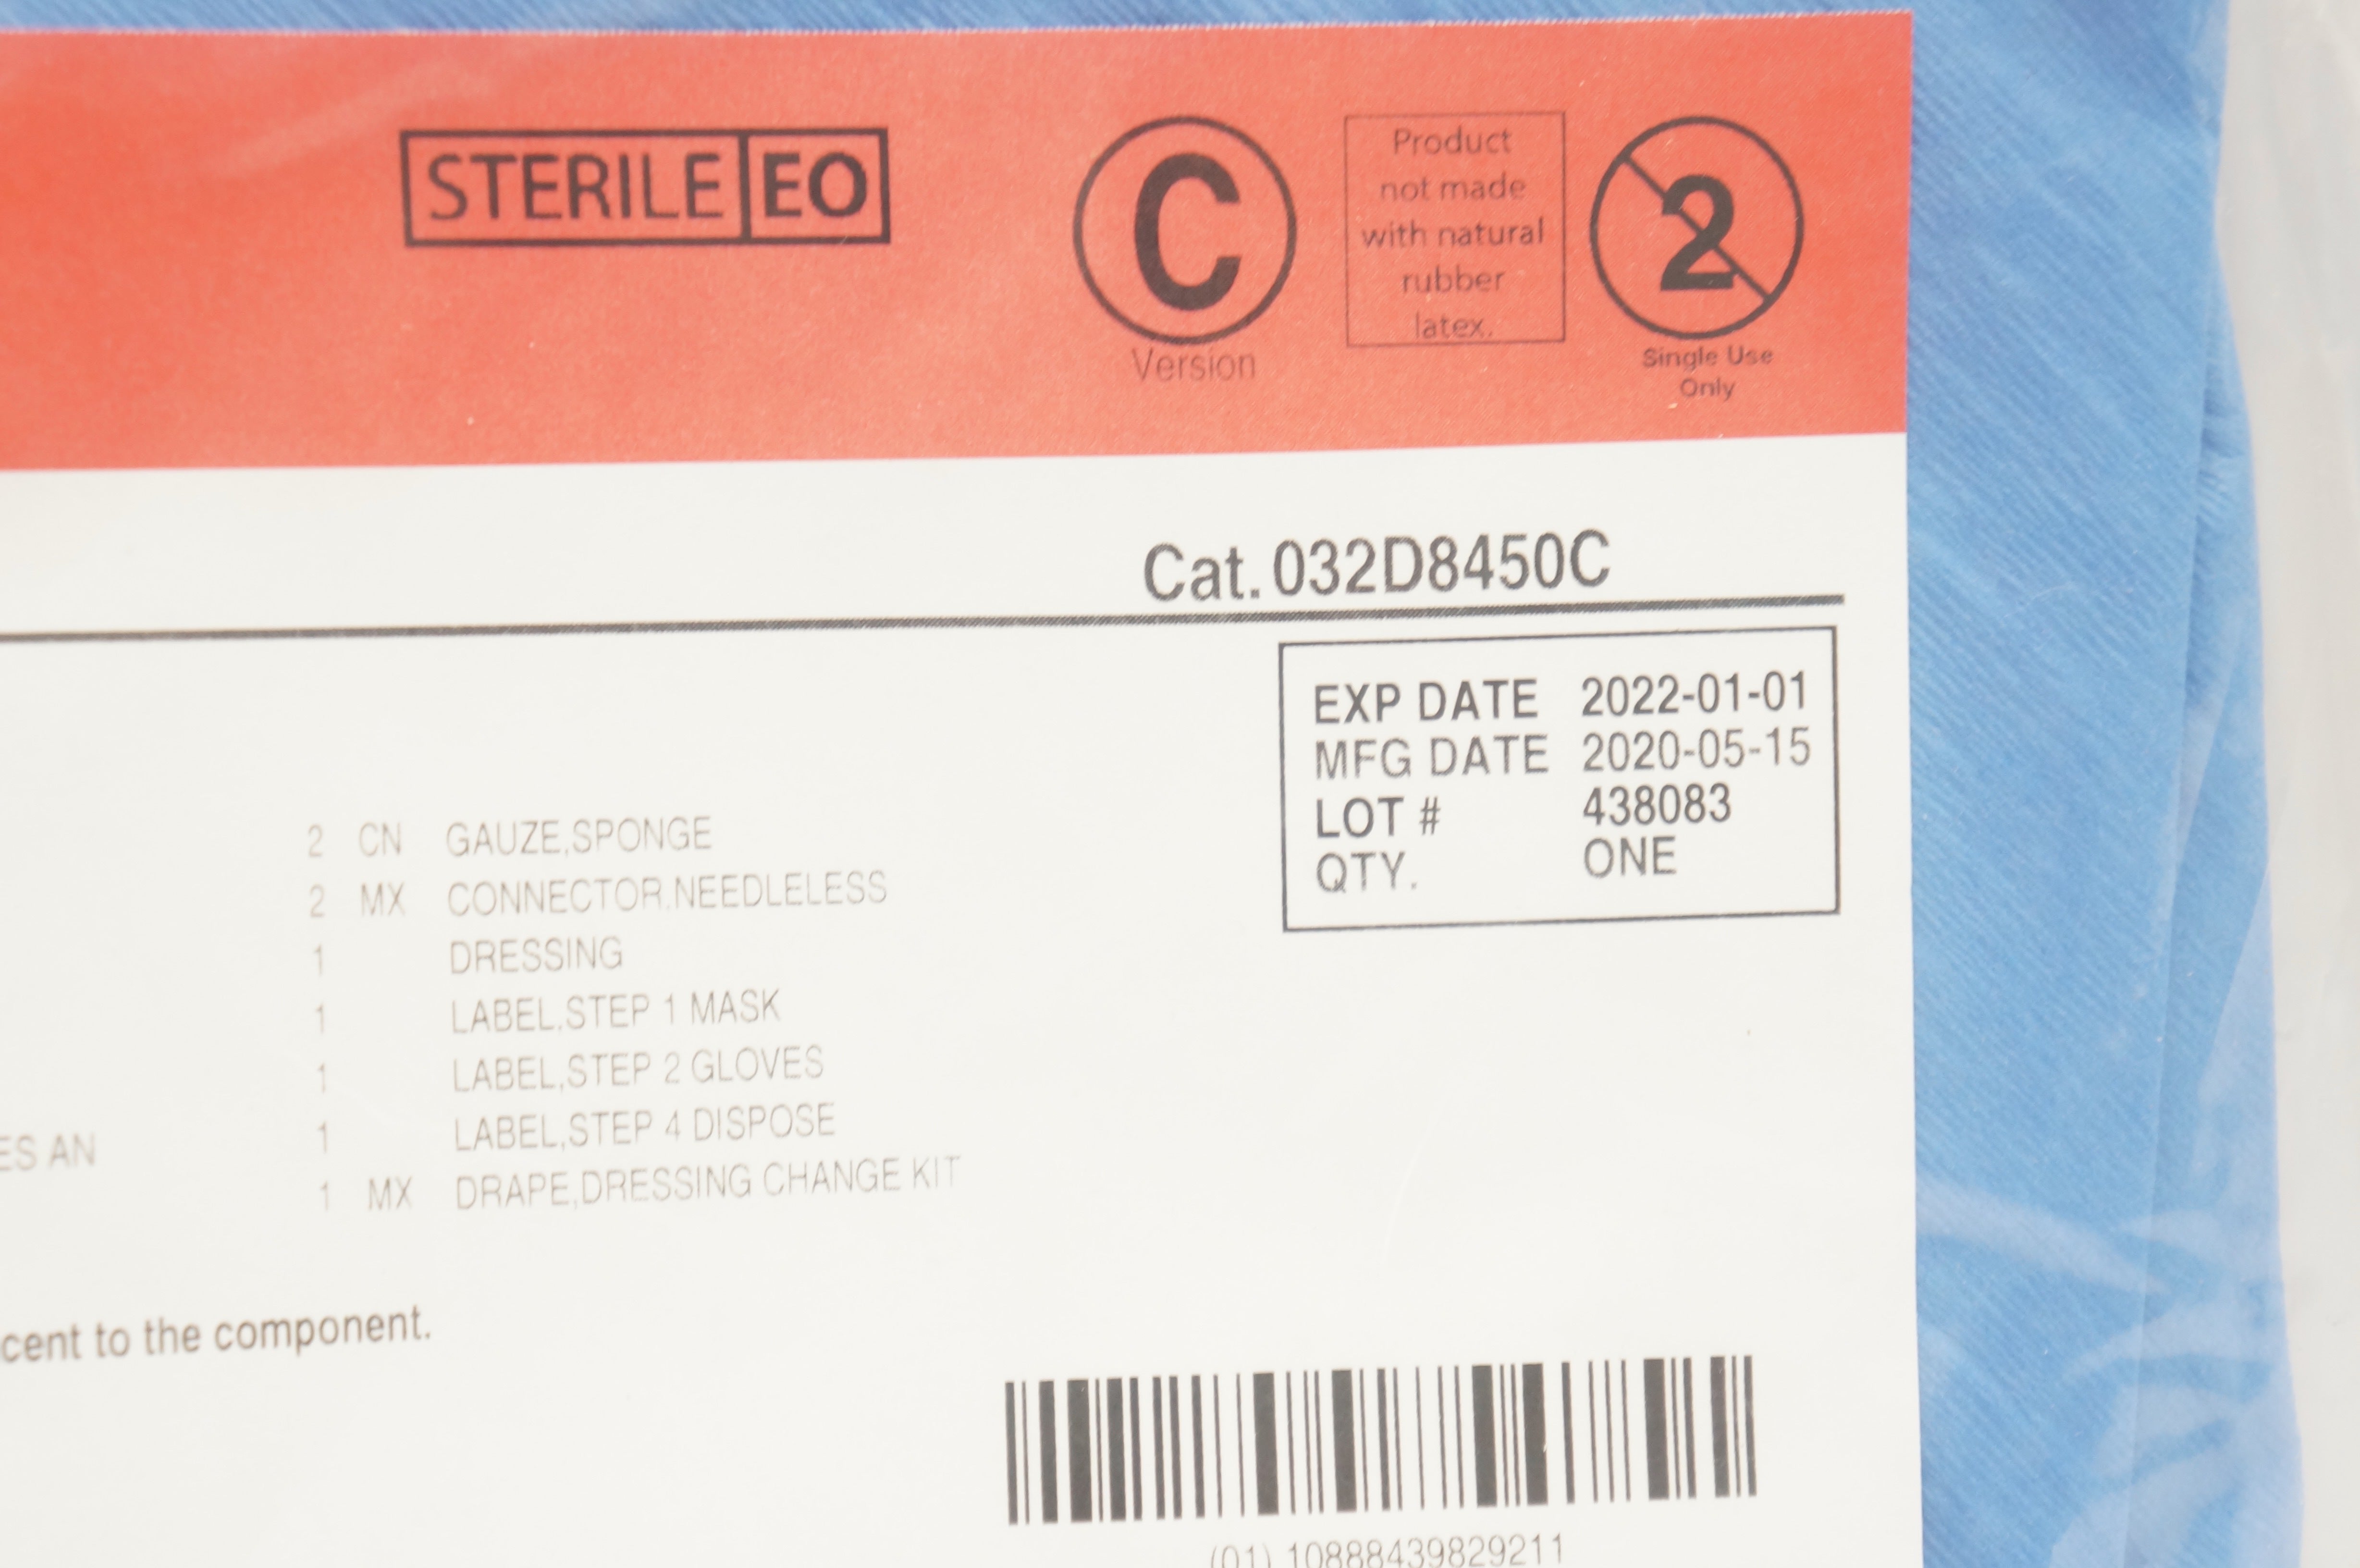 STERILE EO
C
Version
Product
not made
with natural
rubber
latex.
2
Single Use
Only
Cat. 032D8450C
EXP DATE 2022-01-01
MFG DATE 2020-05-15
LOT # 438083
QTY. ONE
2 CN GAUZE,SPONGE
2 MX CONNECTOR.NEEDLELESS
1 DRESSING
1 LABEL,STEP 1 MASK
1 LABEL,STEP 2 GLOVES
ES AN 1 LABEL,STEP 4 DISPOSE
1 MX DRAPE,DRESSING CHANGE KIT
cent to the component.
(01) 10888439829211